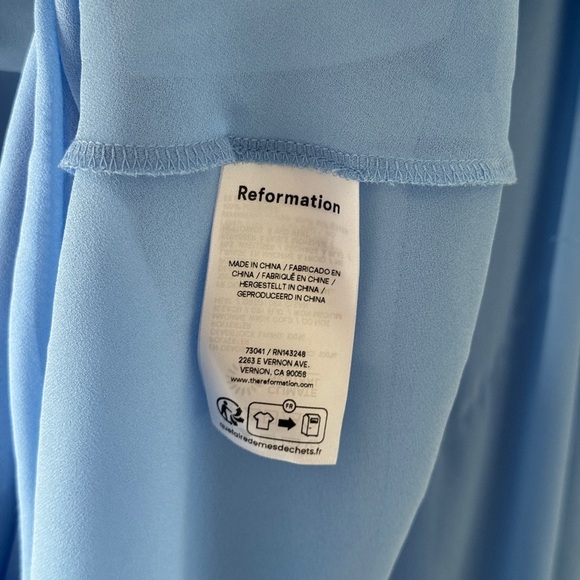 Reformation
MADE IN CHINA / FABRICADO EN
CHINA / FABRIQUÉ EN CHINE /
HERGESTELLT IN CHINA /
GEPRODUCEERD IN CHINA
73041 / RN143248
2263 E VERNON AVE.
VERNON, CA 90058
www.thereformation.com
FR
quefairedemesdechets.fr